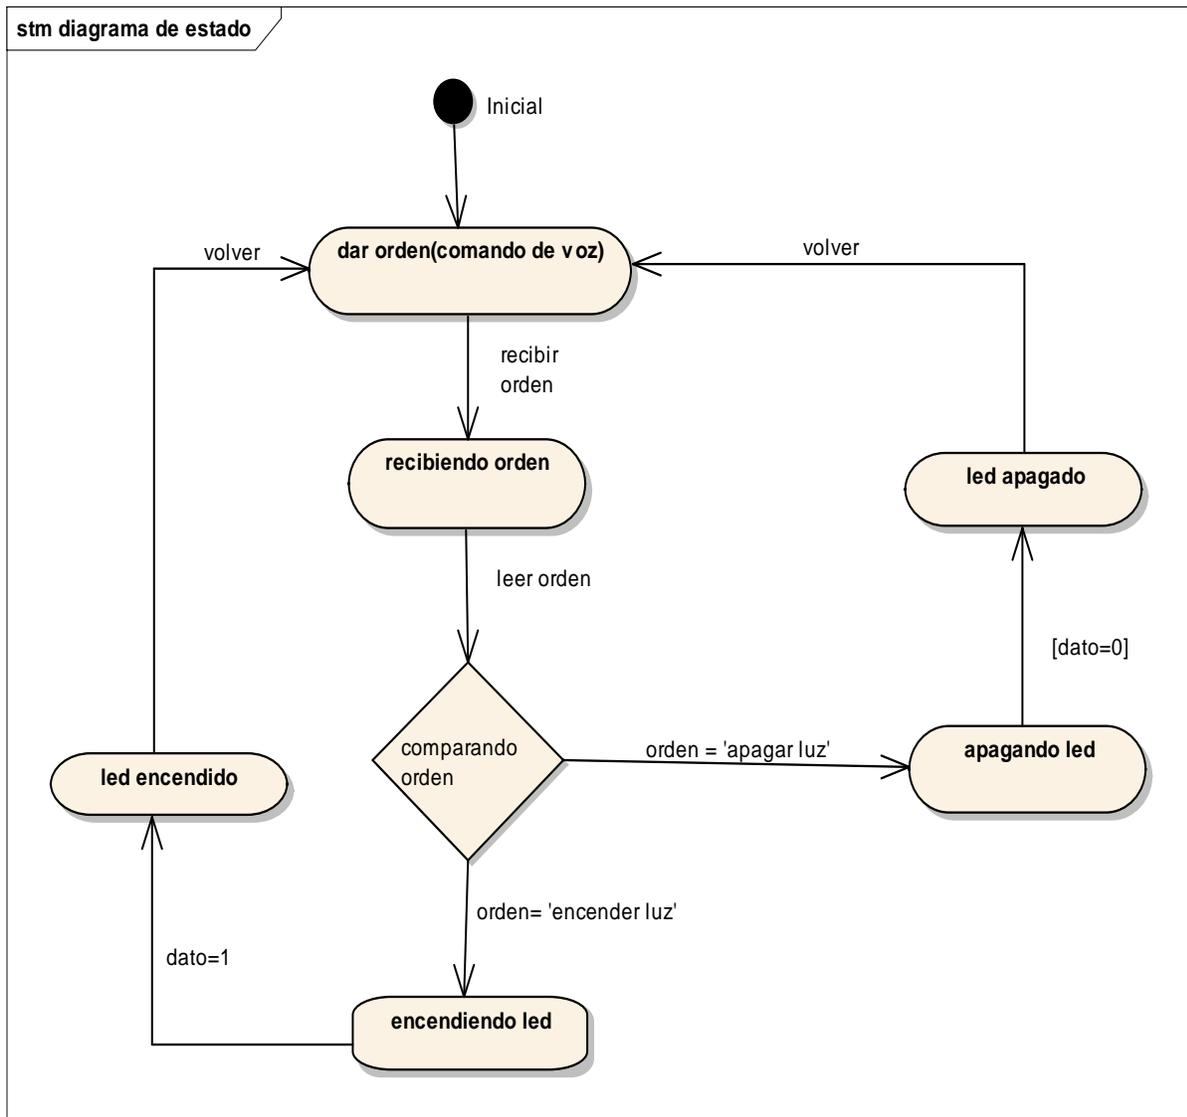 stm diagrama de estado
Inicial
dar orden(comando de voz)
volver
volver
recibir
orden
recibiendo orden
led apagado
leer orden
[dato=0]
comparando
orden
orden = 'apagar luz'
apagando led
led encendido
orden= 'encender luz'
dato=1
encendiendo led